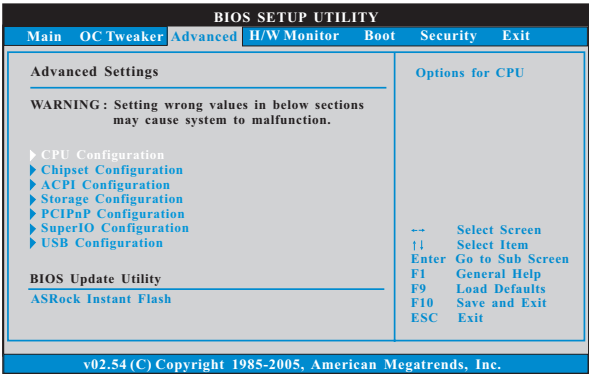 BIOS SETUP UTILITY
Main OC Tweaker Advanced H/W Monitor Boot Security Exit
Advanced Settings
WARNING : Setting wrong values in below sections
may cause system to malfunction.
CPU Configuration
Chipset Configuration
ACPI Configuration
Storage Configuration
PCIPnP Configuration
SuperIO Configuration
USB Configuration
BIOS Update Utility
ASRock Instant Flash
Options for CPU
←→ Select Screen
↑↓ Select Item
Enter Go to Sub Screen
F1 General Help
F9 Load Defaults
F10 Save and Exit
ESC Exit
v02.54 (C) Copyright 1985-2005, American Megatrends, Inc.